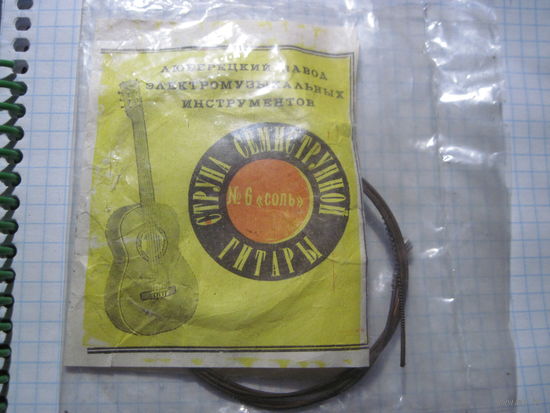 ЛЮБЕРЕЦКИЙ ЗАВОД
ЭЛЕКТРОМУЗЫКАЛЬНЫХ
ИНСТРУМЕНТОВ
СТРУНА СЕМИСТРУННОЙ
№ 6 «СОЛЬ»
ГИТАРЫ